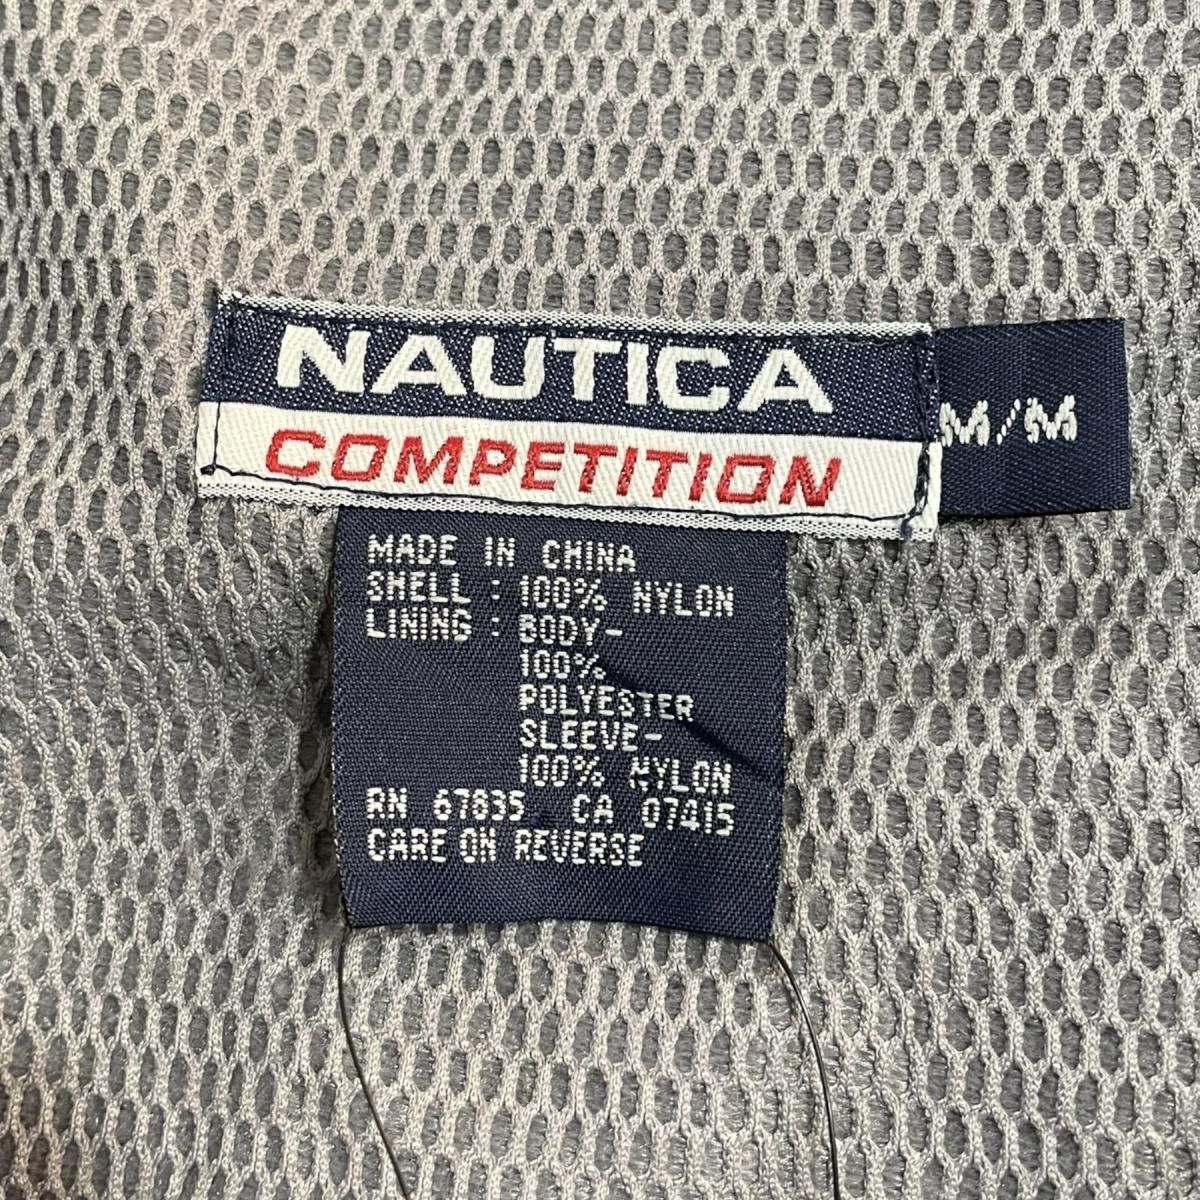 NAUTICA
COMPETITION
M/M
MADE IN CHINA
SHELL : 100% NYLON
LINING : BODY-
100%
POLYESTER
SLEEVE-
100% NYLON
RN 67835 CA 07415
CARE ON REVERSE